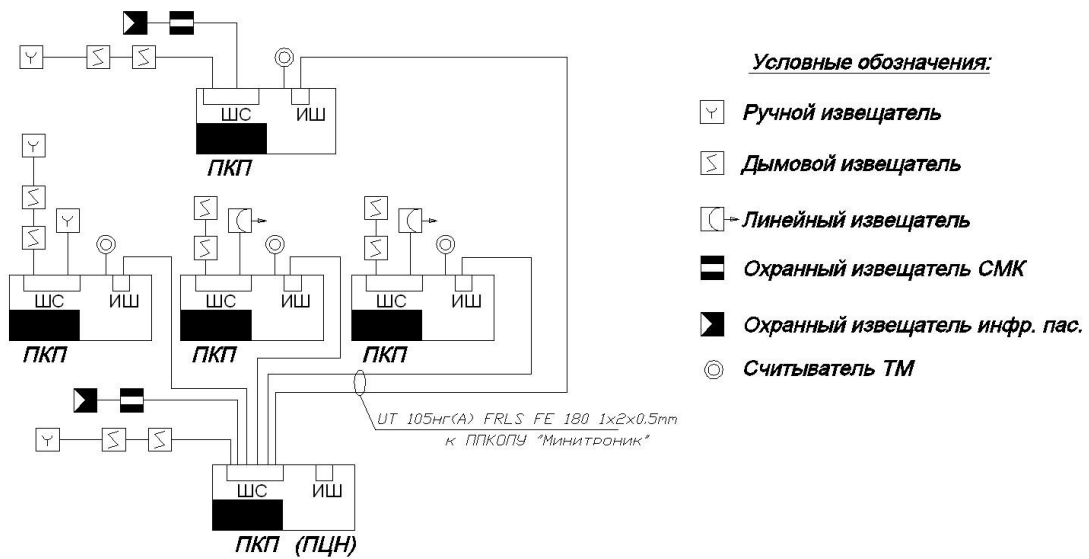 Условные обозначения:
Ручной извещатель
Дымовой извещатель
Линейный извещатель
Охранный извещатель СМК
Охранный извещатель инфр. пас.
Считыватель ТМ
ШС ИШ
ПКП
ШС ИШ ШС ИШ ШС ИШ
ПКП ПКП ПКП
UT 105нг(А) FRLS FE 180 1x2x0.5mm
к ППКОПУ "Минитроник"
ШС ИШ
ПКП (ПЦН)